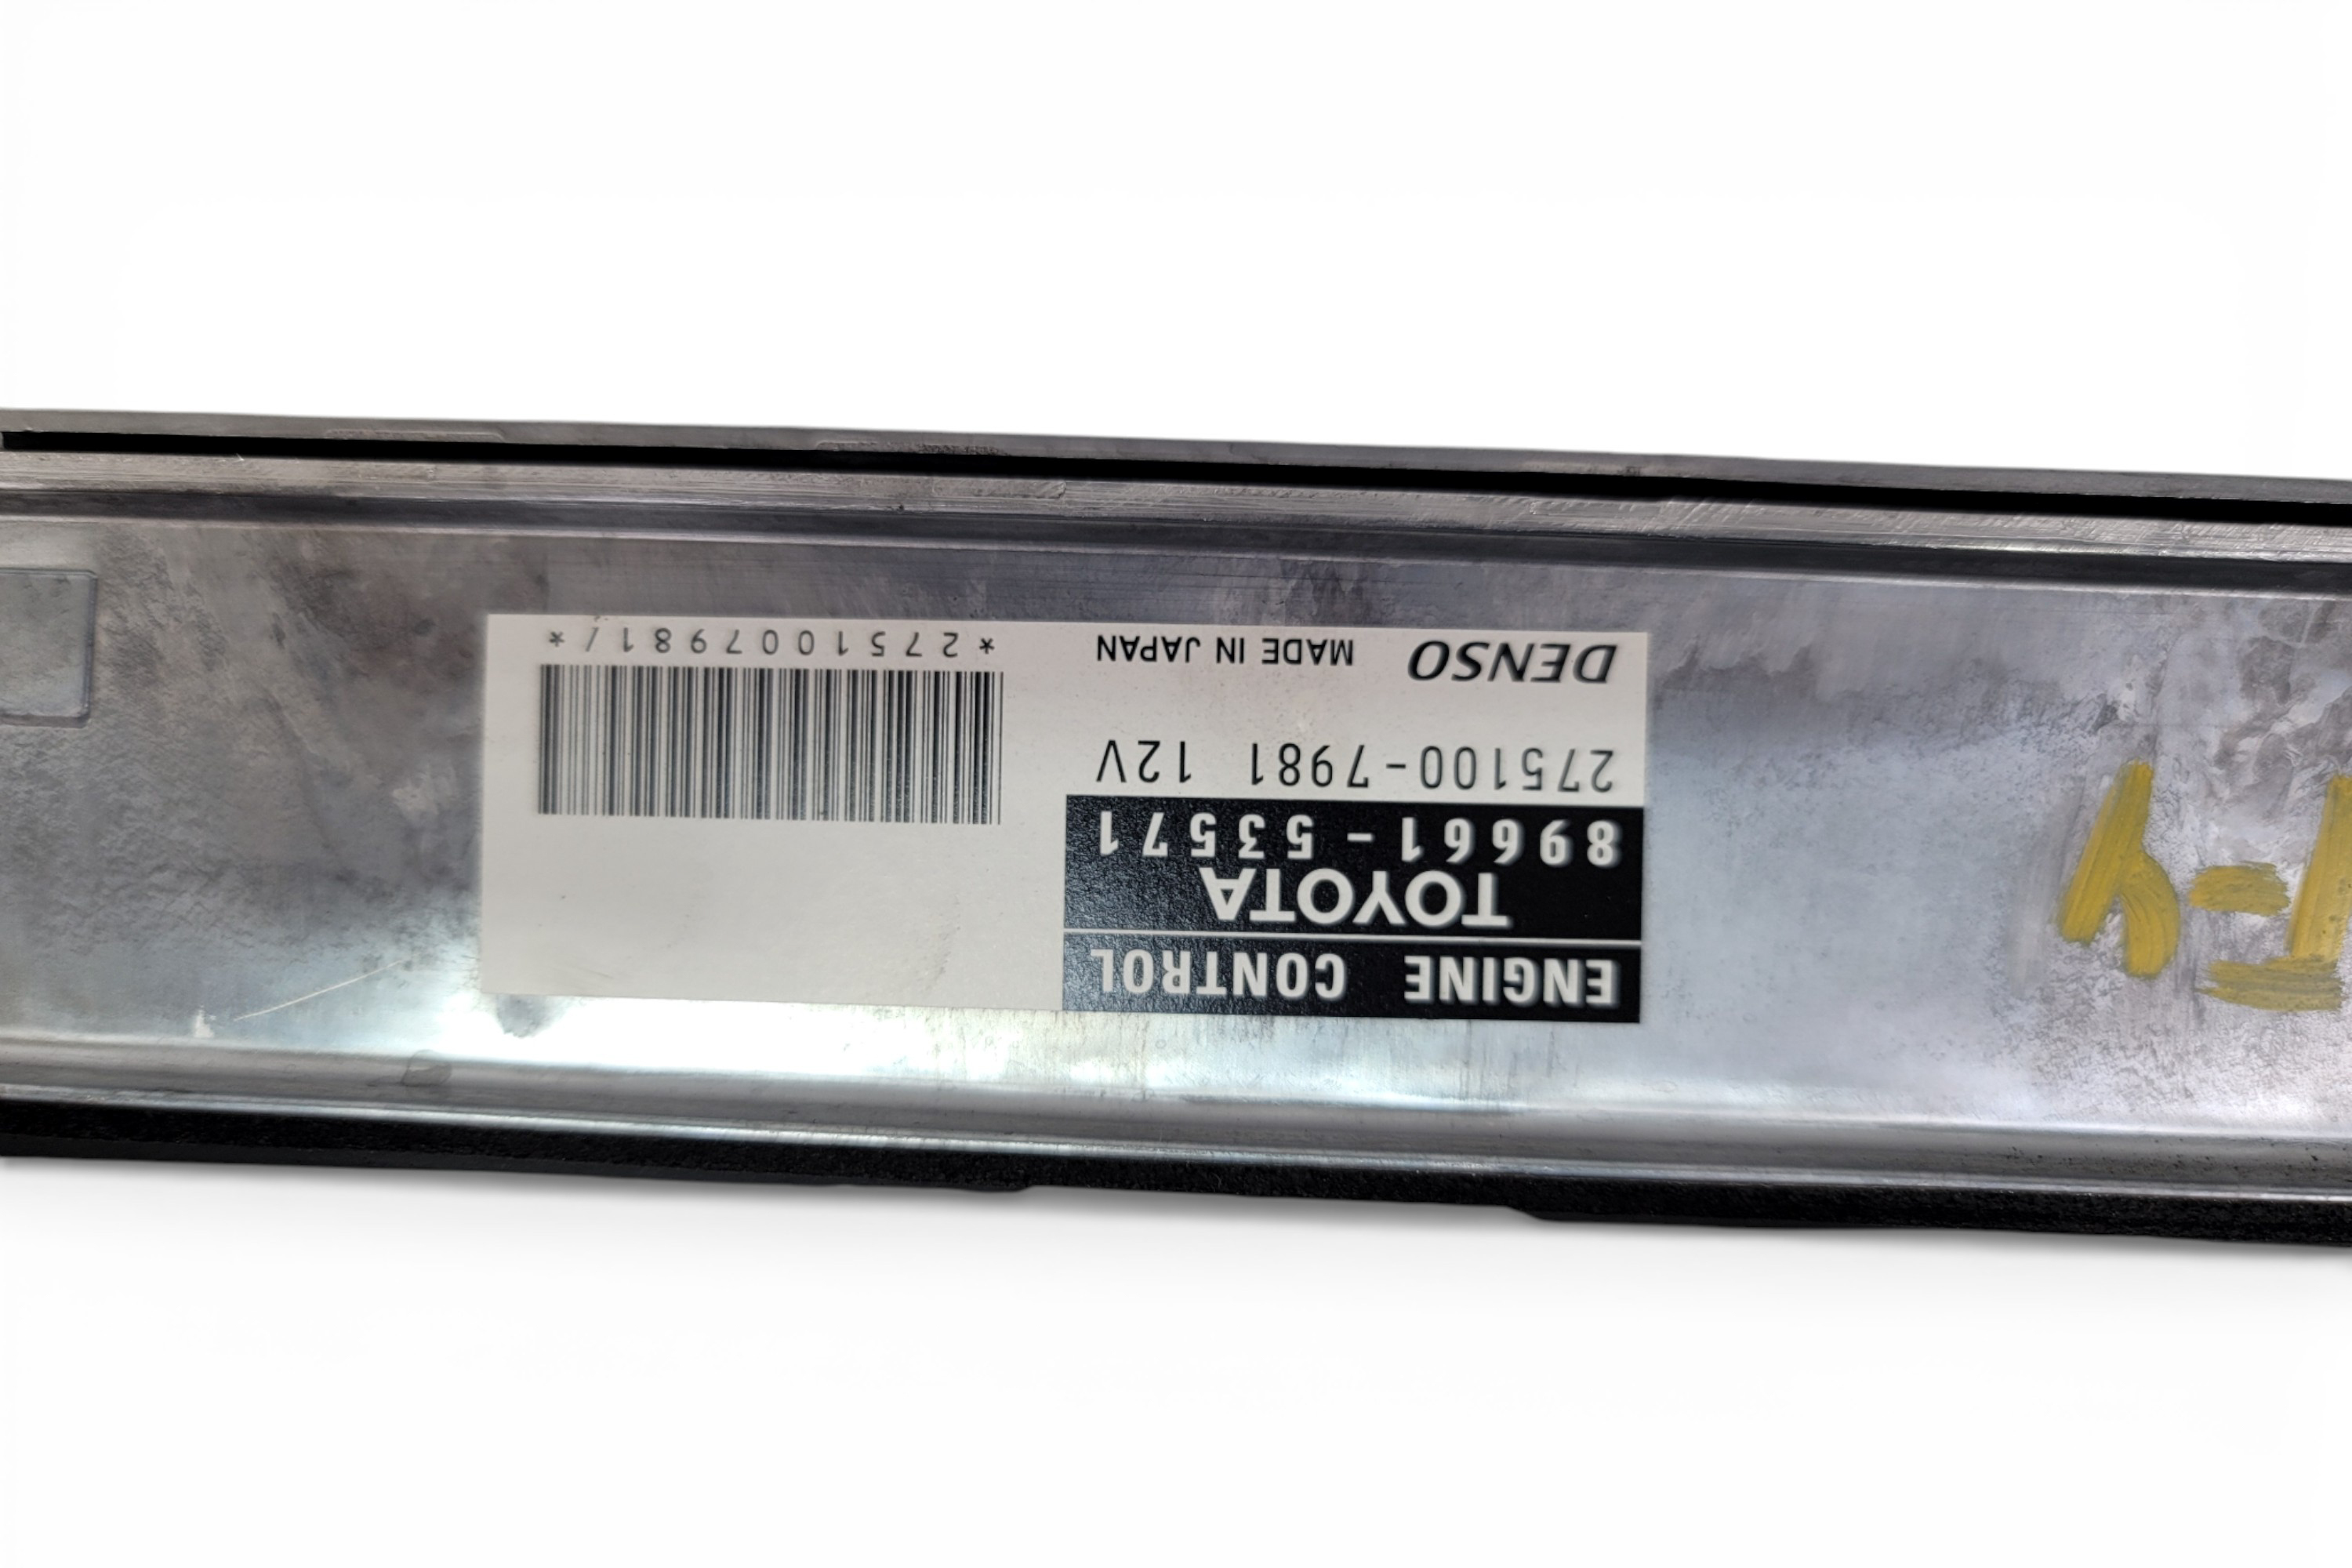 ENGINE CONTROL
TOYOTA
89661-53571
275100-7981 12V
DENSO MADE IN JAPAN
*2751007981/*